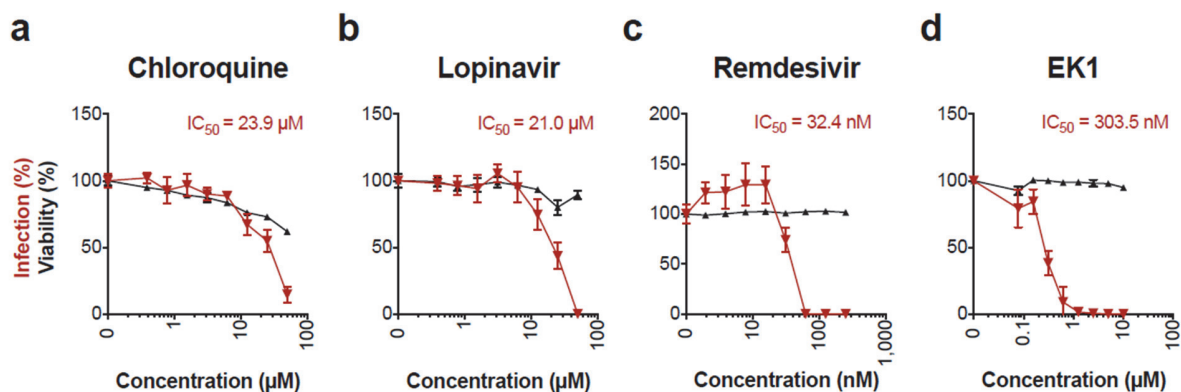 a
Chloroquine
IC50 = 23.9 µM
Infection (%)
Viability (%)
150
100
50
0
0
1
10
100
Concentration (µM)
b
Lopinavir
IC50 = 21.0 µM
150
100
50
0
0
1
10
100
Concentration (µM)
c
Remdesivir
IC50 = 32.4 nM
200
150
100
50
0
0
10
100
1,000
Concentration (nM)
d
EK1
IC50 = 303.5 nM
150
100
50
0
0
0.1
1
10
100
Concentration (µM)